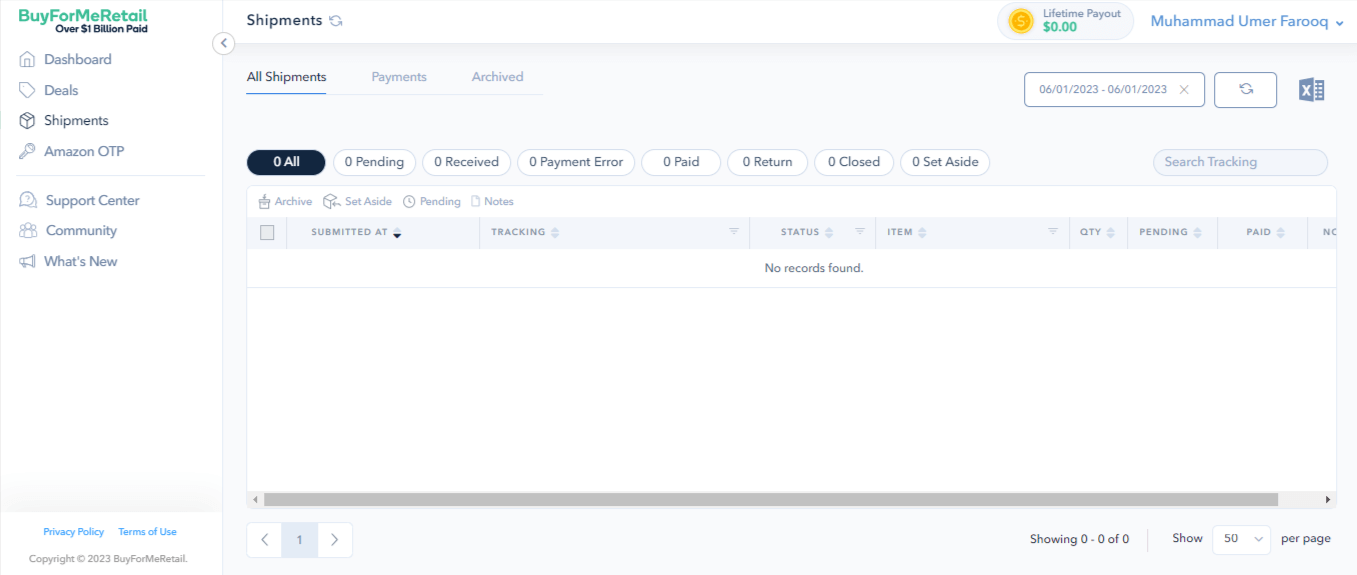 BuyForMeRetail
Over $1 Billion Paid
Dashboard
Deals
Shipments
Amazon OTP
Support Center
Community
What's New
Privacy Policy Terms of Use
Copyright © 2023 BuyForMeRetail.
Shipments
Lifetime Payout
$0.00
Muhammad Umer Farooq
All Shipments Payments Archived
06/01/2023 - 06/01/2023
0 All 0 Pending 0 Received 0 Payment Error 0 Paid 0 Return 0 Closed 0 Set Aside
Search Tracking
Archive Set Aside Pending Notes
SUBMITTED AT TRACKING STATUS ITEM QTY PENDING PAID NO
No records found.
1
Showing 0 - 0 of 0 Show 50 per page